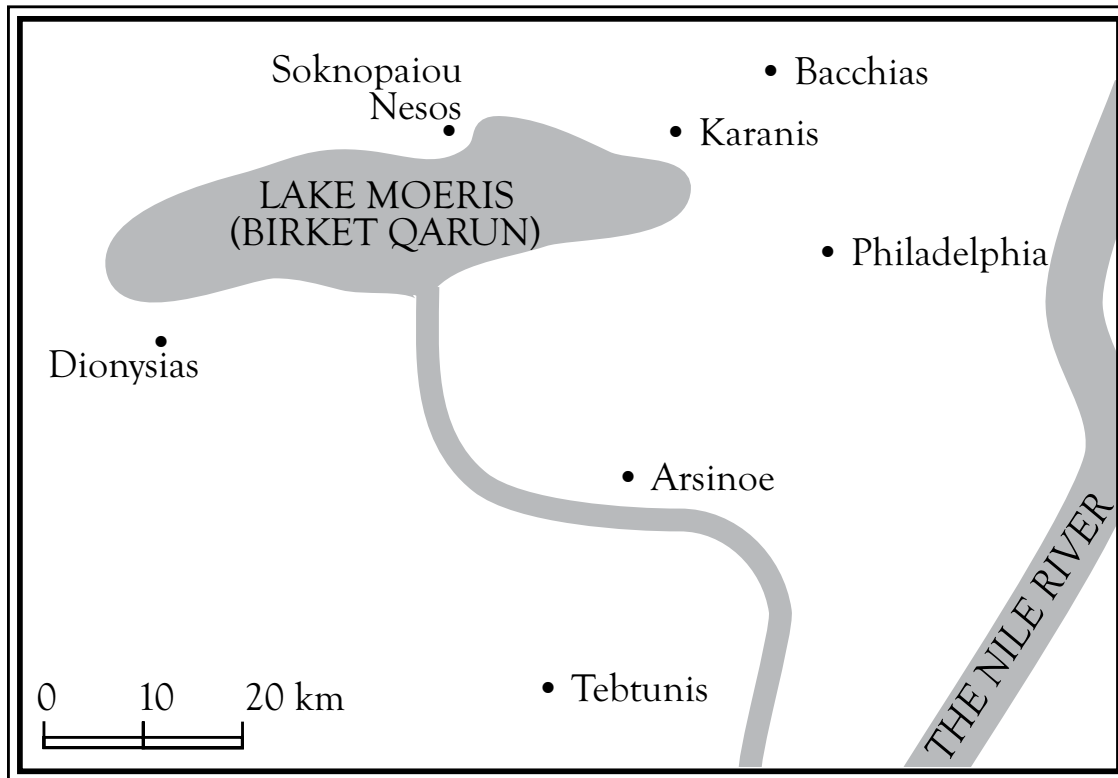 Soknopaiou
Nesos
Bacchias
Karanis
LAKE MOERIS
(BIRKET QARUN)
Philadelphia
Dionysias
Arsinoe
THE NILE RIVER
Tebtunis
0 10 20 km